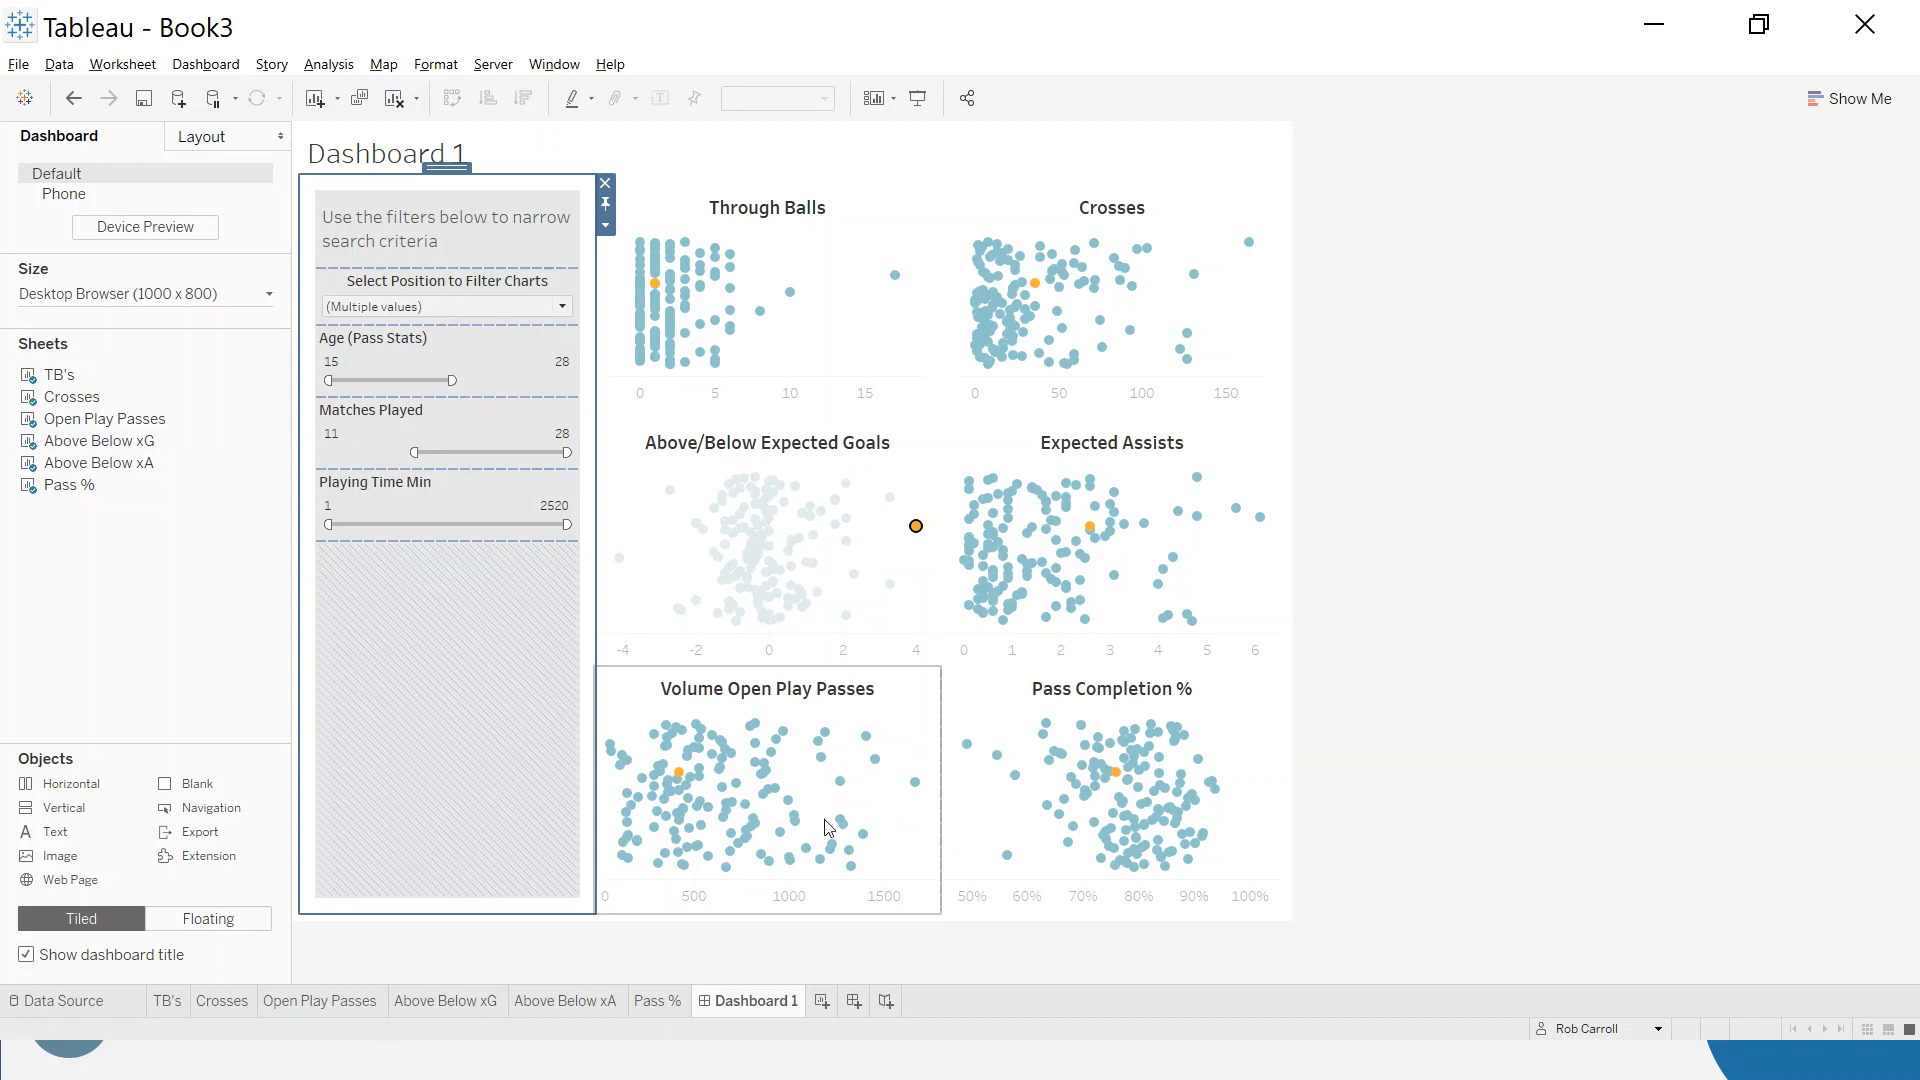 Tableau - Book3
File Data Worksheet Dashboard Story Analysis Map Format Server Window Help
Show Me
Dashboard Layout
Default
Phone
Device Preview
Size
Desktop Browser (1000 x 800)
Sheets
TB's
Crosses
Open Play Passes
Above Below xG
Above Below xA
Pass %
Objects
Horizontal Blank
Vertical Navigation
A Text Export
Image Extension
Web Page
Tiled Floating
Show dashboard title
Dashboard 1
Use the filters below to narrow
search criteria
Select Position to Filter Charts
(Multiple values)
Age (Pass Stats)
15 28
Matches Played
11 28
Playing Time Min
1 2520
Through Balls
0 5 10 15
Crosses
0 50 100 150
Above/Below Expected Goals
-4 -2 0 2 4
Expected Assists
0 1 2 3 4 5 6
Volume Open Play Passes
0 500 1000 1500
Pass Completion %
50% 60% 70% 80% 90% 100%
Data Source TB's Crosses Open Play Passes Above Below xG Above Below xA Pass % Dashboard 1
Rob Carroll